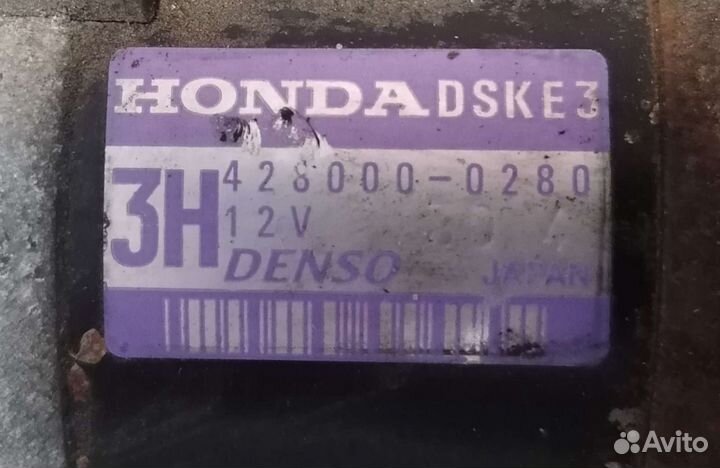 HONDA DSKE3
3H
428000-0280
12V
DENSO JAPAN
Avito